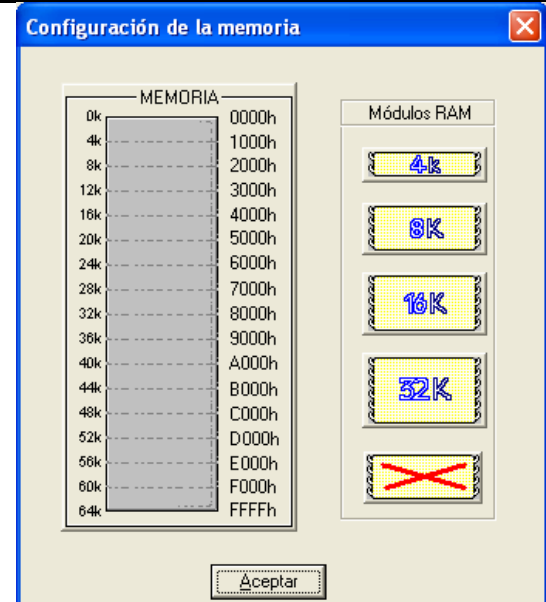 Configuración de la memoria
MEMORIA
0k 0000h
4k 1000h
8k 2000h
12k 3000h
16k 4000h
20k 5000h
24k 6000h
28k 7000h
32k 8000h
36k 9000h
40k A000h
44k B000h
48k C000h
52k D000h
56k E000h
60k F000h
64k FFFFh
Módulos RAM
4k
8K
16K
32K
Aceptar